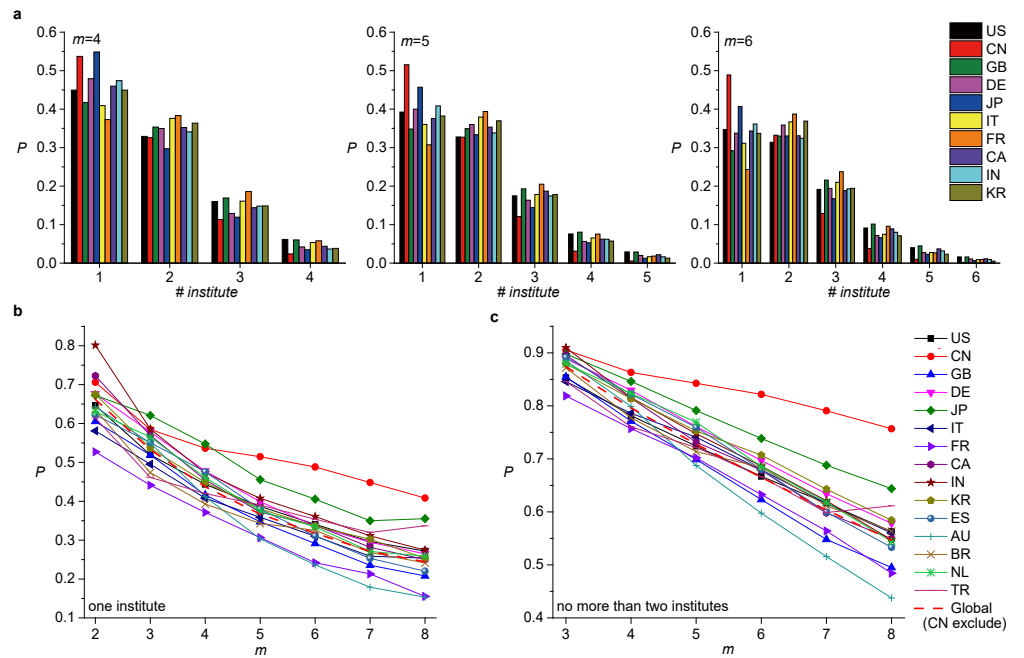 a
m=4
m=5
m=6
0.6
0.5
0.4
0.3
0.2
0.1
0.0
P
1 2 3 4
# institute
0.6
0.5
0.4
0.3
0.2
0.1
0.0
P
1 2 3 4 5
# institute
0.6
0.5
0.4
0.3
0.2
0.1
0.0
P
1 2 3 4 5 6
# institute
US
CN
GB
DE
JP
IT
FR
CA
IN
KR
b
0.8
0.7
0.6
0.5
0.4
0.3
0.2
0.1
P
one institute
2 3 4 5 6 7 8
m
c
0.9
0.8
0.7
0.6
0.5
0.4
P
no more than two institutes
3 4 5 6 7 8
m
US
CN
GB
DE
JP
IT
FR
CA
IN
KR
ES
AU
BR
NL
TR
Global
(CN exclude)